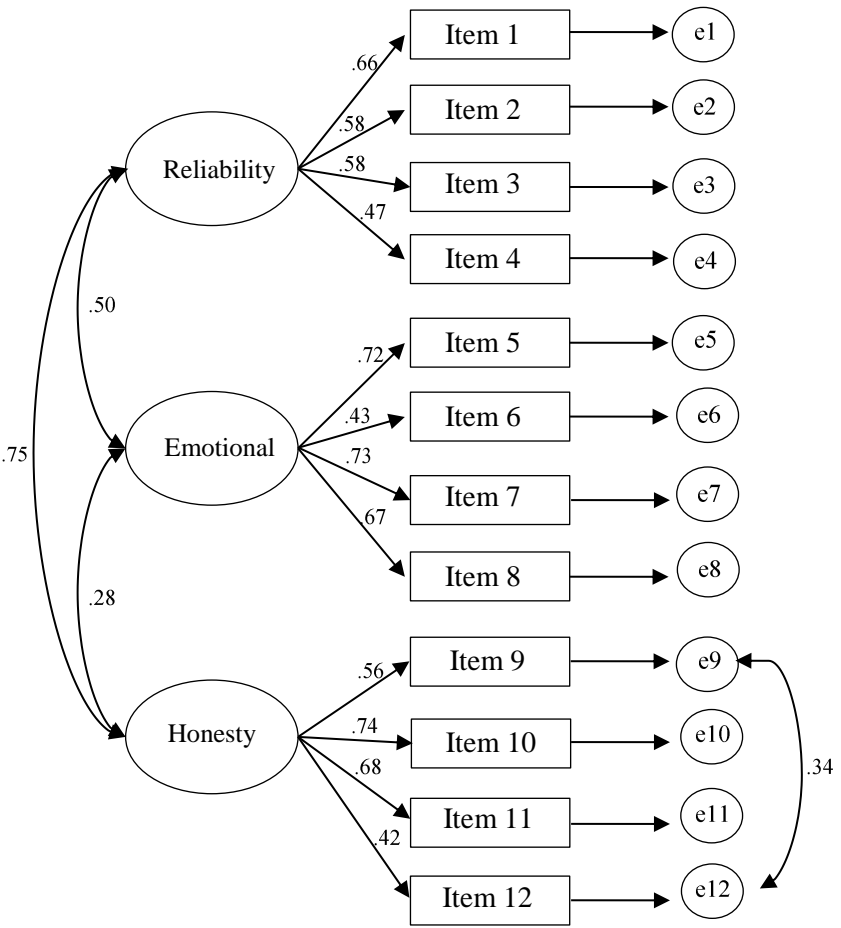 Item 1
e1
.66
Item 2
e2
.58
Reliability
.58
Item 3
e3
.47
Item 4
e4
.50
Item 5
e5
.72
Item 6
e6
.43
Emotional
.73
.75
Item 7
e7
.67
Item 8
e8
.28
Item 9
e9
.56
Honesty
.74
Item 10
e10
.68
.34
Item 11
e11
.42
Item 12
e12